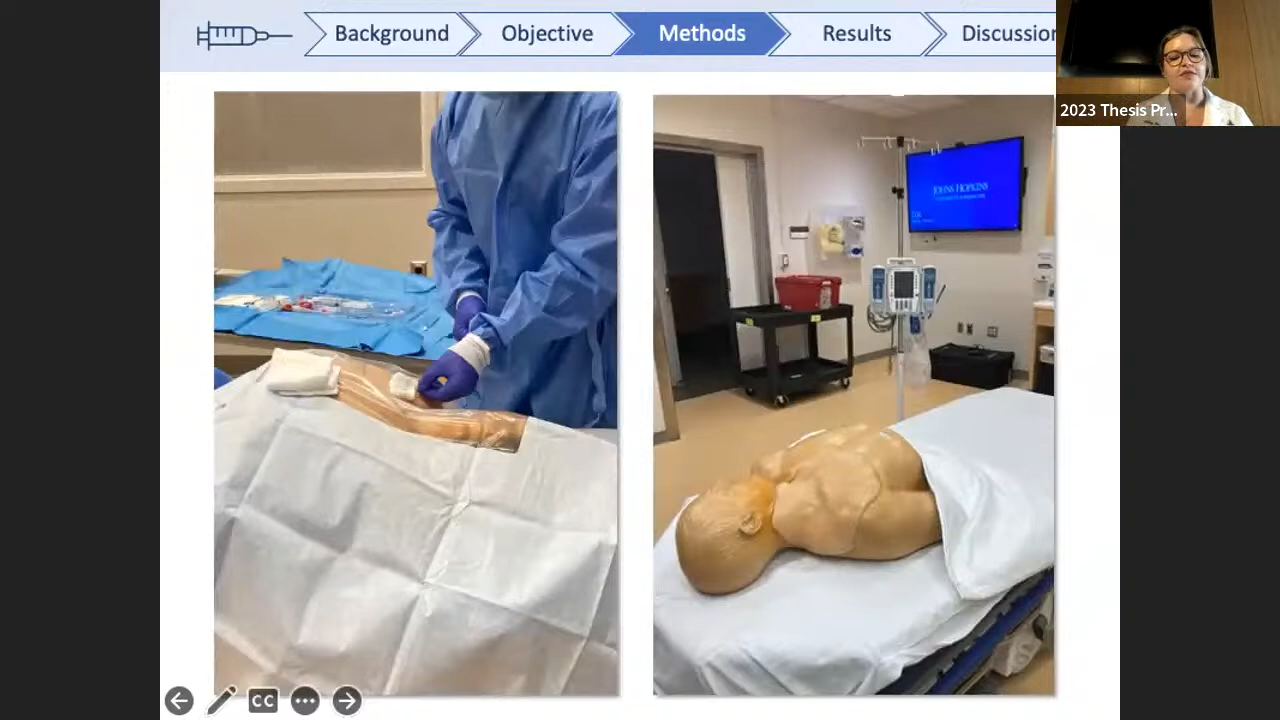 Background
Objective
Methods
Results
Discussion
2023 Thesis Pr...
JOHNS HOPKINS
CC